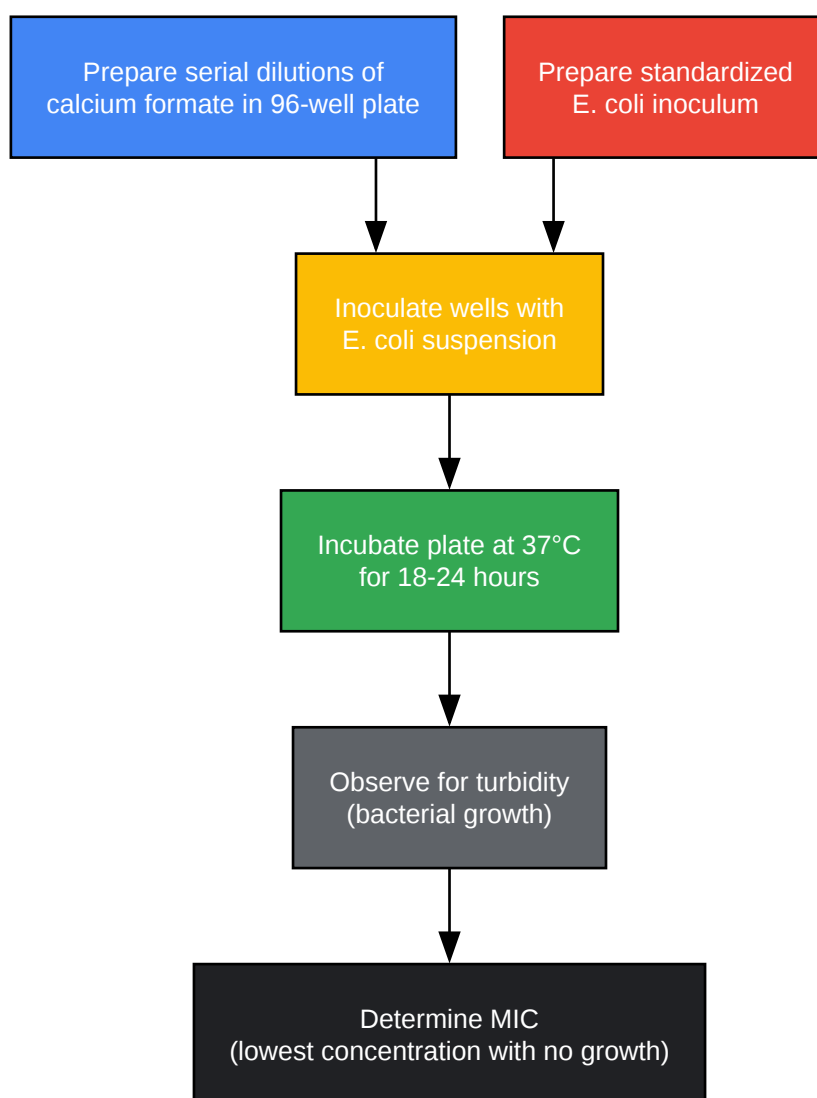 Prepare serial dilutions of
calcium formate in 96-well plate
Prepare standardized
E. coli inoculum
Inoculate wells with
E. coli suspension
Incubate plate at 37°C
for 18-24 hours
Observe for turbidity
(bacterial growth)
Determine MIC
(lowest concentration with no growth)